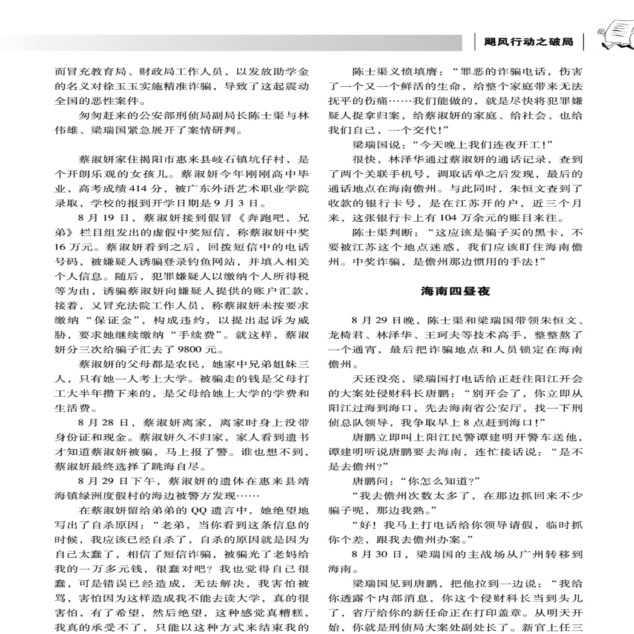 飓风行动之破局
而冒充教育局、财政局工作人员，以发放助学金
的名义对徐玉玉实施精准诈骗，导致了这起震动
全国的恶性案件。
匆匆赶来的公安部刑侦局副局长陈士渠与林
伟雄、梁瑞国紧急展开了案情研判。
蔡淑妍家住揭阳市惠来县岐石镇坑仔村，是
个开朗乐观的女孩儿。蔡淑妍今年刚刚高中毕
业，高考成绩414分，被广东外语艺术职业学院
录取，学校的报到开学日期是9月3日。
8月19日，蔡淑妍接到假冒《奔跑吧，兄
弟》栏目组发出的虚假中奖短信，称蔡淑妍中奖
16万元。蔡淑妍看到之后，回拨短信中的电话
号码，被嫌疑人诱骗登录钓鱼网站，并填入相关
个人信息。随后，犯罪嫌疑人以缴纳个人所得税
等为由，诱骗蔡淑妍向嫌疑人提供的账户汇款，
接着，又冒充法院工作人员，称蔡淑妍未按要求
缴纳“保证金”，构成违约，以提出起诉为威
胁，要求她继续缴纳“手续费”。就这样，蔡淑
妍分三次给骗子汇去了9800元。
蔡淑妍的父母都是农民，她家中兄弟姐妹三
人，只有她一人考上大学。被骗走的钱是父母打
工大半年攒下来的，是父母给她上大学的学费和
生活费。
8月28日，蔡淑妍离家，离家时身上没带
身份证和现金。蔡淑妍久不归家，家人看到遗书
才知道蔡淑妍被骗，马上报了警。谁也想不到，
蔡淑妍最终选择了跳海自尽。
8月29日下午，蔡淑妍的遗体在惠来县靖
海镇绿洲度假村的海边被警方发现……
在蔡淑妍留给弟弟的QQ遗言中，她绝望地
写出了自杀原因：“老弟，当你看到这条信息的
时候，我应该已经自杀了，自杀的原因就是因为
自己太蠢了，相信了短信诈骗，被骗光了老妈给
我的一万多元钱，很蠢对吧？我也觉得自己很
蠢，可是错误已经造成，无法解决，我害怕被
骂，害怕因为这样造成我不能去读大学，真的很
害怕，有了希望，然后绝望，这种感觉真糟糕，
我真的承受不了，只能以这种方式来结束我的
陈士渠义愤填膺：“罪恶的诈骗电话，伤害
了一个又一个鲜活的生命，给整个家庭带来无法
抚平的伤痛……我们能做的，就是尽快将犯罪嫌
疑人捉拿归案，给蔡淑妍的家庭、给社会、也给
我们自己，一个交代！”
梁瑞国说：“今天晚上我们连夜开工！”
很快，林泽华通过蔡淑妍的通话记录，查到
了两个关联手机号，调取话单之后发现，最后的
通话地点在海南儋州。与此同时，朱恒文查到了
收款的银行卡号，是在江苏开的户，近三个月
来，这张银行卡上有104万余元的账目来往。
陈士渠判断：“这应该是骗子买的黑卡，不
要被江苏这个地点迷惑，我们应该盯住海南儋
州。中奖诈骗，是儋州那边惯用的手法！”
海南四昼夜
8月29日晚，陈士渠和梁瑞国带领朱恒文、
龙椅君、林泽华、王珂夫等技术高手，整整熬了
一个通宵，最后把诈骗地点和人员锁定在海南
儋州。
天还没亮，梁瑞国打电话给正赶往阳江开会
的大案处侵财科长唐鹏：“别开会了，你立即从
阳江过海到海口，先去海南省公安厅，找一下刑
侦总队领导，我争取早上8点赶到海口！”
唐鹏立即叫上阳江民警谭建明开警车送他，
谭建明听说唐鹏要去海南，连忙接话说：“是不
是去儋州？”
唐鹏问：“你怎么知道？”
“我去儋州次数太多了，在那边抓回来不少
骗子呢，那边我熟。”
“好！我马上打电话给你领导请假，临时抓
你个差，跟我去儋州办案。”
8月30日，梁瑞国的主战场从广州转移到
海南。
梁瑞国见到唐鹏，把他拉到一边说：“我给
你透露个内部消息，你这个侵财科长当到头儿
了，省厅给你的新任命正在打印盖章。从明天开
始，你就是刑侦局大案处副处长了。新官上任三